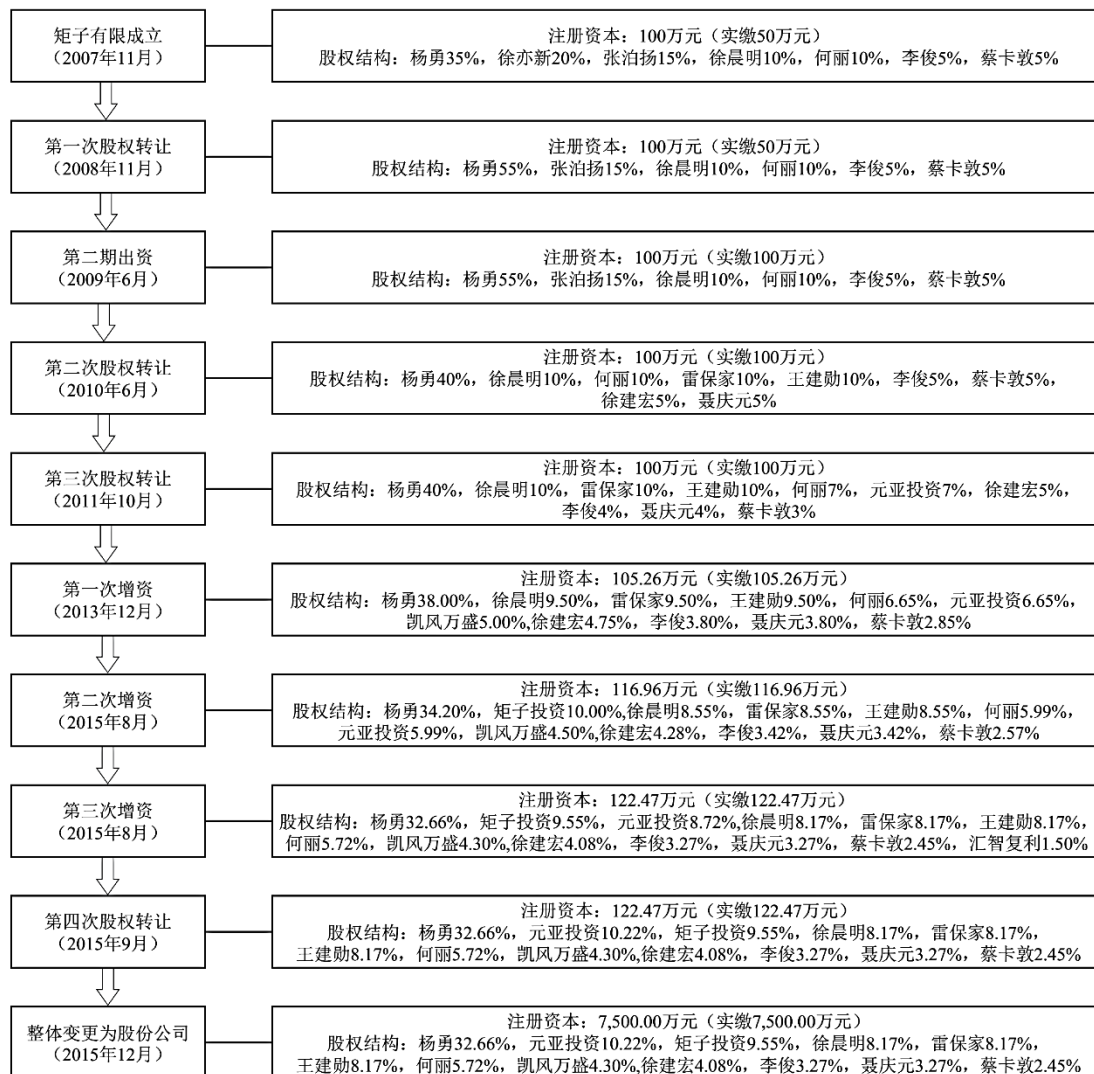 矩子有限成立
（2007年11月）
注册资本：100万元（实缴50万元）
股权结构：杨勇35%，徐亦新20%，张泊扬15%，徐晨明10%，何丽10%，李俊5%，蔡卡敦5%
第一次股权转让
（2008年11月）
注册资本：100万元（实缴50万元）
股权结构：杨勇55%，张泊扬15%，徐晨明10%，何丽10%，李俊5%，蔡卡敦5%
第二期出资
（2009年6月）
注册资本：100万元（实缴100万元）
股权结构：杨勇55%，张泊扬15%，徐晨明10%，何丽10%，李俊5%，蔡卡敦5%
第二次股权转让
（2010年6月）
注册资本：100万元（实缴100万元）
股权结构：杨勇40%，徐晨明10%，何丽10%，雷保家10%，王建勋10%，李俊5%，蔡卡敦5%，
徐建宏5%，聂庆元5%
第三次股权转让
（2011年10月）
注册资本：100万元（实缴100万元）
股权结构：杨勇40%，徐晨明10%，雷保家10%，王建勋10%，何丽7%，元亚投资7%，徐建宏5%，
李俊4%，聂庆元4%，蔡卡敦3%
第一次增资
（2013年12月）
注册资本：105.26万元（实缴105.26万元）
股权结构：杨勇38.00%，徐晨明9.50%，雷保家9.50%，王建勋9.50%，何丽6.65%，元亚投资6.65%，
凯风万盛5.00%,徐建宏4.75%，李俊3.80%，聂庆元3.80%，蔡卡敦2.85%
第二次增资
（2015年8月）
注册资本：116.96万元（实缴116.96万元）
股权结构：杨勇34.20%，矩子投资10.00%,徐晨明8.55%，雷保家8.55%，王建勋8.55%，何丽5.99%，
元亚投资5.99%，凯风万盛4.50%,徐建宏4.28%，李俊3.42%，聂庆元3.42%，蔡卡敦2.57%
第三次增资
（2015年8月）
注册资本：122.47万元（实缴122.47万元）
股权结构：杨勇32.66%，矩子投资9.55%，元亚投资8.72%,徐晨明8.17%，雷保家8.17%，王建勋8.17%，
何丽5.72%，凯风万盛4.30%,徐建宏4.08%，李俊3.27%，聂庆元3.27%，蔡卡敦2.45%，汇智复利1.50%
第四次股权转让
（2015年9月）
注册资本：122.47万元（实缴122.47万元）
股权结构：杨勇32.66%，元亚投资10.22%，矩子投资9.55%，徐晨明8.17%，雷保家8.17%，
王建勋8.17%，何丽5.72%，凯风万盛4.30%,徐建宏4.08%，李俊3.27%，聂庆元3.27%，蔡卡敦2.45%
整体变更为股份公司
（2015年12月）
注册资本：7,500.00万元（实缴7,500.00万元）
股权结构：杨勇32.66%，元亚投资10.22%，矩子投资9.55%，徐晨明8.17%，雷保家8.17%，
王建勋8.17%，何丽5.72%，凯风万盛4.30%,徐建宏4.08%，李俊3.27%，聂庆元3.27%，蔡卡敦2.45%